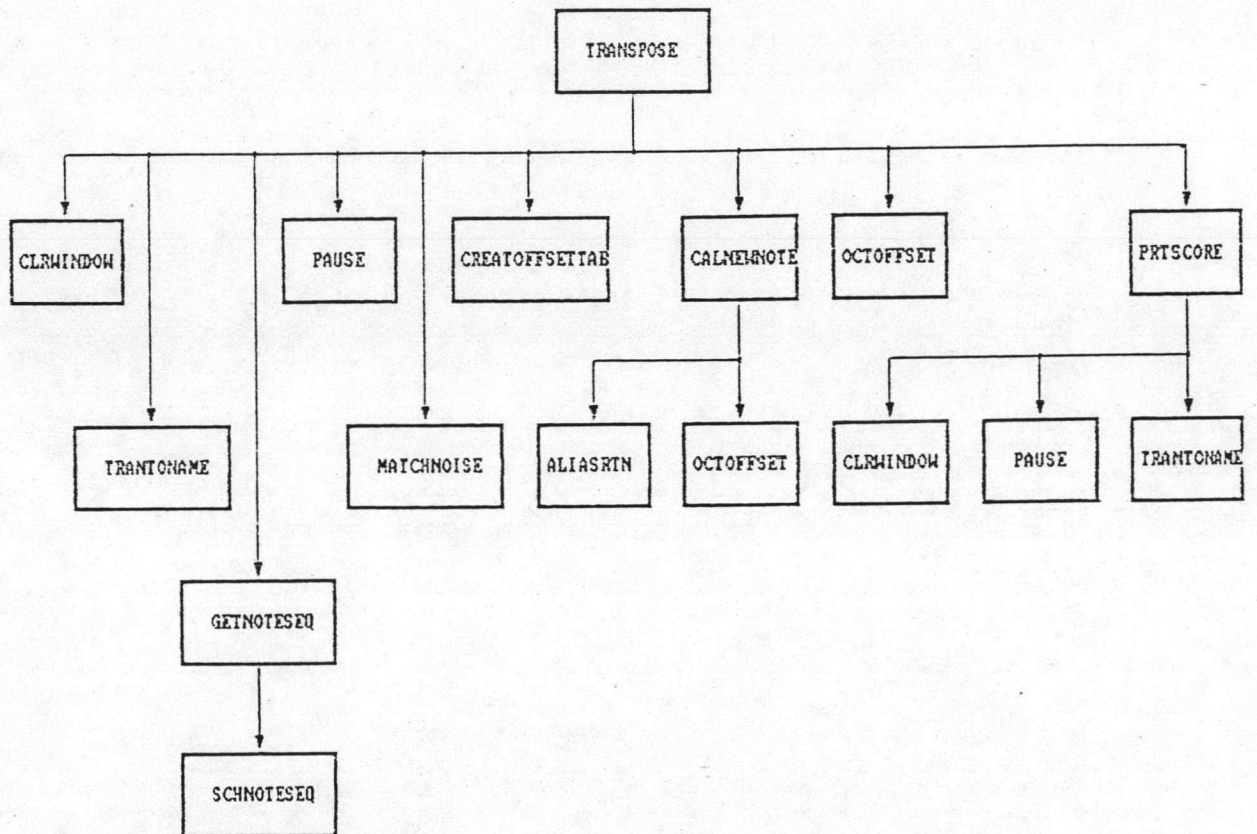 TRANSPOSE
CLRWINDOW
PAUSE
CREATOFFSETTAB
CALNEWNOTE
OCTOFFSET
PRTSCORE
TRANTONAME
MATCHNOISE
ALIASRTN
OCTOFFSET
CLRWINDOW
PAUSE
TRANTONAME
GETNOTESEQ
SCHNOTESEQ